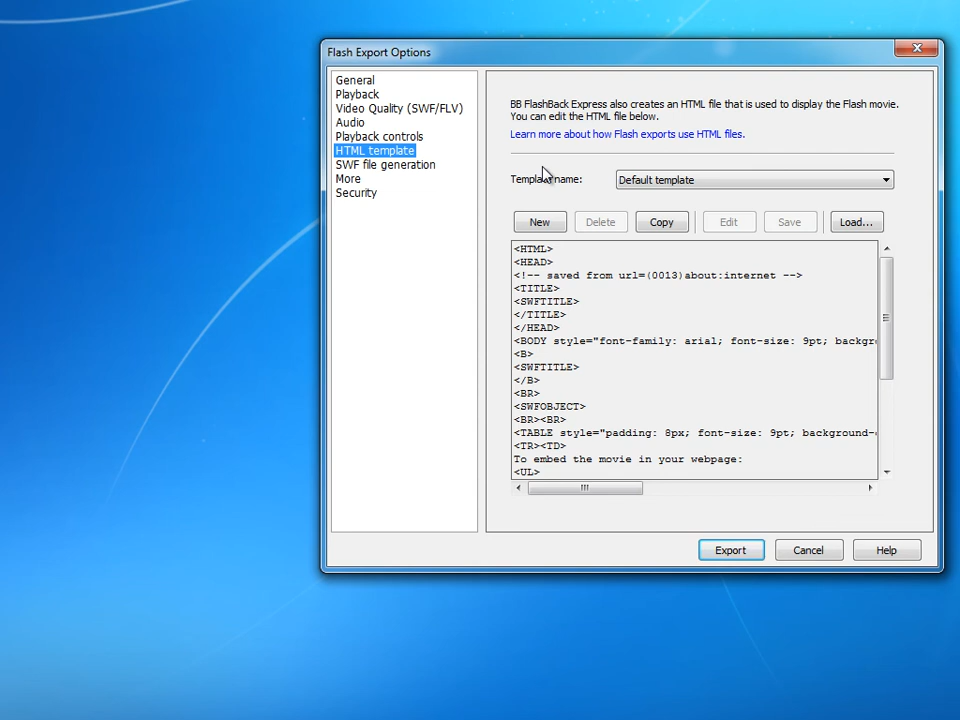 Flash Export Options
General
Playback
Video Quality (SWF/FLV)
Audio
Playback controls
HTML template
SWF file generation
More
Security
BB FlashBack Express also creates an HTML file that is used to display the Flash movie.
You can edit the HTML file below.
Learn more about how Flash exports use HTML files.
Template name:
Default template
New
Delete
Copy
Edit
Save
Load...
<HTML>
<HEAD>
<!-- saved from url=(0013)about:internet -->
<TITLE>
<SWFTITLE>
</TITLE>
</HEAD>
<BODY style="font-family: arial; font-size: 9pt; backgr
<B>
<SWFTITLE>
</B>
<BR>
<SWFOBJECT>
<BR><BR>
<TABLE style="padding: 8px; font-size: 9pt; background-
<TR><TD>
To embed the movie in your webpage:
<UL>
Export
Cancel
Help